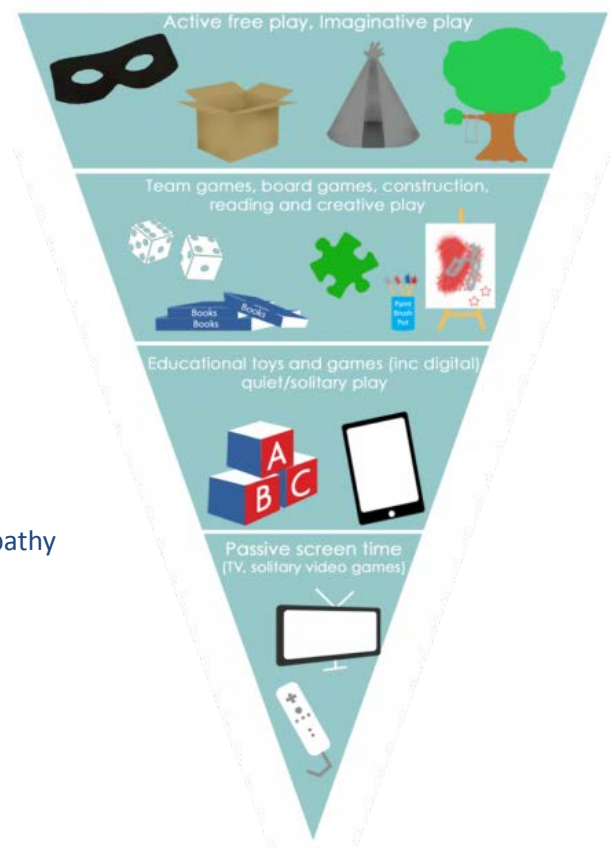 Active free play, Imaginative play
Team games, board games, construction,
reading and creative play
Books
Books
Books
Paint
Brush
Pot
Educational toys and games (inc digital)
quiet/solitary play
A
B C
pathy
Passive screen time
(TV, solitary video games)